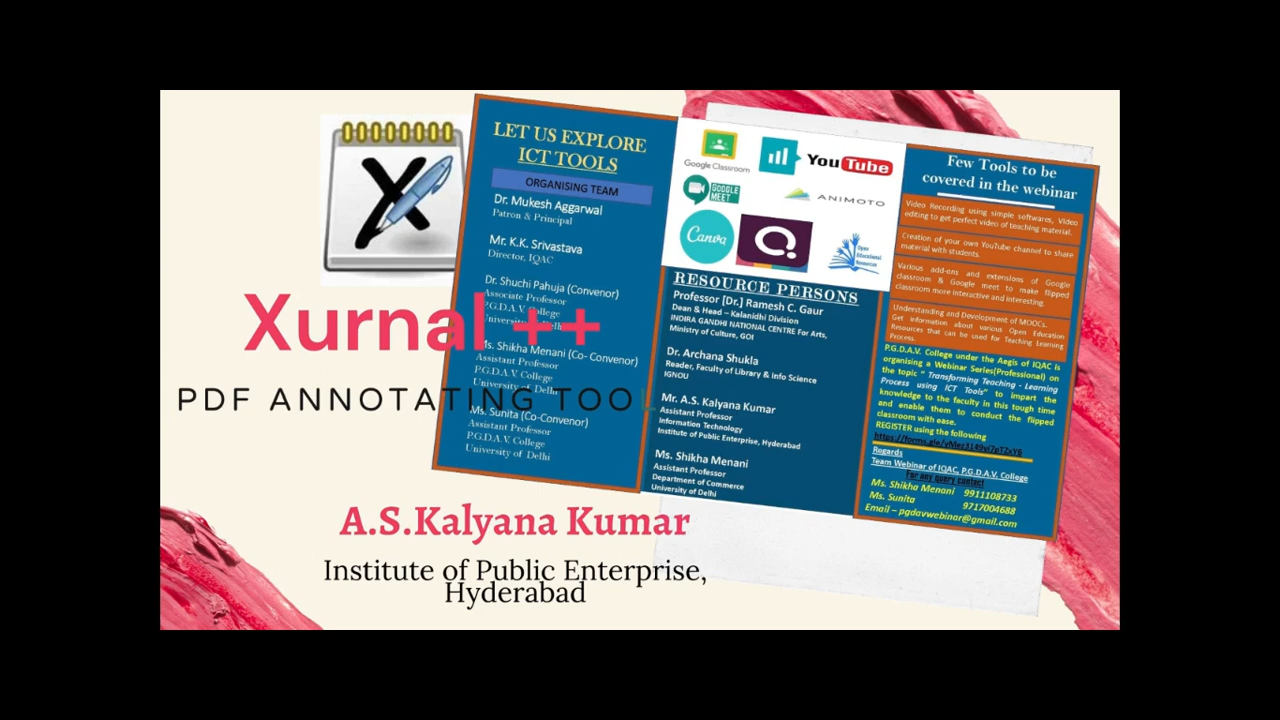 Xurnal ++
PDF ANNOTATING TOOL
A.S.Kalyana Kumar
Institute of Public Enterprise,
Hyderabad
LET US EXPLORE
ICT TOOLS
ORGANISING TEAM
Dr. Mukesh Aggarwal
Patron & Principal
Mr. K.K. Srivastava
Director, IQAC
Dr. Shuchi Pahuja (Convenor)
Associate Professor
P.G.D.A.V. College
University of Delhi
Ms. Shikha Menani (Co- Convenor)
Assistant Professor
P.G.D.A.V. College
University of Delhi
Ms. Sunita (Co-Convenor)
Assistant Professor
P.G.D.A.V. College
University of Delhi
Google Classroom
YouTube
GOOGLE
MEET
ANIMOTO
Canva
Open
Educational
Resources
RESOURCE PERSONS
Professor [Dr.] Ramesh C. Gaur
Dean & Head – Kalanidhi Division
INDIRA GANDHI NATIONAL CENTRE For Arts,
Ministry of Culture, GOI
Dr. Archana Shukla
Reader, Faculty of Library & Info Science
IGNOU
Mr. A.S. Kalyana Kumar
Assistant Professor
Information Technology
Institute of Public Enterprise, Hyderabad
Ms. Shikha Menani
Assistant Professor
Department of Commerce
University of Delhi
Few Tools to be
covered in the webinar
Video Recording using simple softwares, Video
editing to get perfect video of teaching material.
Creation of your own YouTube channel to share
material with students.
Various add-ons and extensions of Google
classroom & Google meet to make flipped
classroom more interactive and interesting.
Understanding and Development of MOOCs.
Get information about various Open Education
Resources that can be used for Teaching Learning
Process.
P.G.D.A.V. College under the Aegis of IQAC is
organising a Webinar Series(Professional) on
the topic " Transforming Teaching - Learning
Process using ICT Tools" to impart the
knowledge to the faculty in this tough time
and enable them to conduct the flipped
classroom with ease.
REGISTER using the following
Regards
Team Webinar of IQAC, P.G.D.A.V. College
For any query contact
Ms. Shikha Menani 9911108733
Ms. Sunita 9717004688
Email – pgdavwebinar@gmail.com